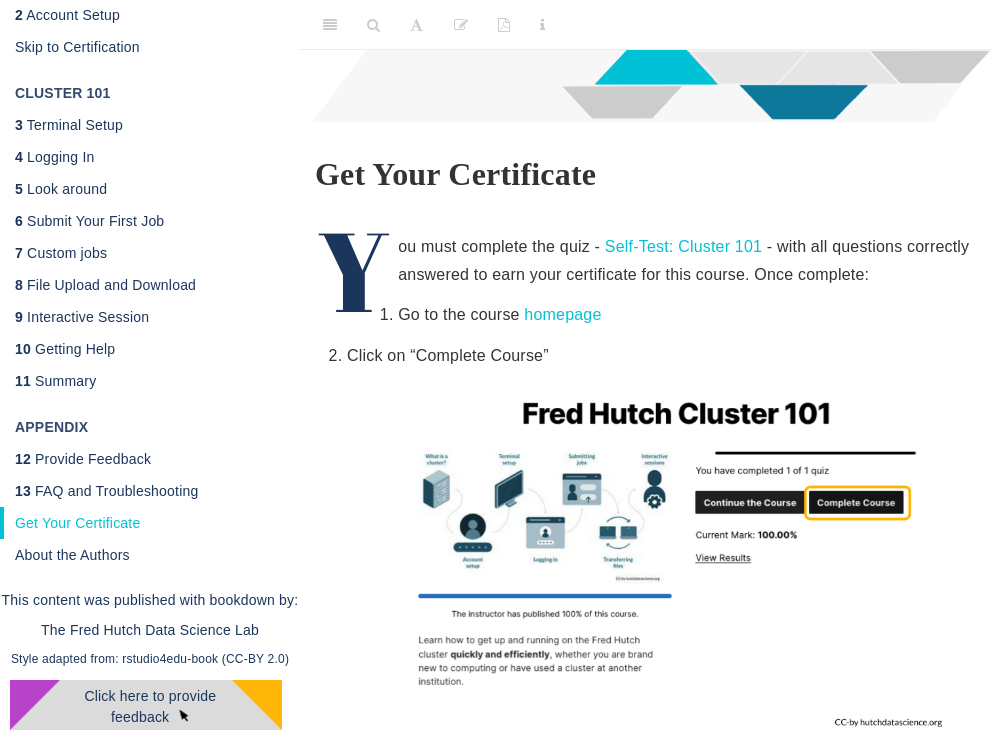 2 Account Setup
Skip to Certification
CLUSTER 101
3 Terminal Setup
4 Logging In
5 Look around
6 Submit Your First Job
7 Custom jobs
8 File Upload and Download
9 Interactive Session
10 Getting Help
11 Summary
APPENDIX
12 Provide Feedback
13 FAQ and Troubleshooting
Get Your Certificate
About the Authors
This content was published with bookdown by:
The Fred Hutch Data Science Lab
Style adapted from: rstudio4edu-book (CC-BY 2.0)
Click here to provide
feedback
Get Your Certificate
You must complete the quiz - Self-Test: Cluster 101 - with all questions correctly
answered to earn your certificate for this course. Once complete:
1. Go to the course homepage
2. Click on “Complete Course”
Fred Hutch Cluster 101
What is a
cluster?
Terminal
setup
Submitting
jobs
Interactive
sessions
Account
setup
Logging in
Transferring
files
CC-by hutchdatascience.org
The instructor has published 100% of this course.
Learn how to get up and running on the Fred Hutch
cluster quickly and efficiently, whether you are brand
new to computing or have used a cluster at another
institution.
You have completed 1 of 1 quiz
Continue the Course
Complete Course
Current Mark: 100.00%
View Results
CC-by hutchdatascience.org